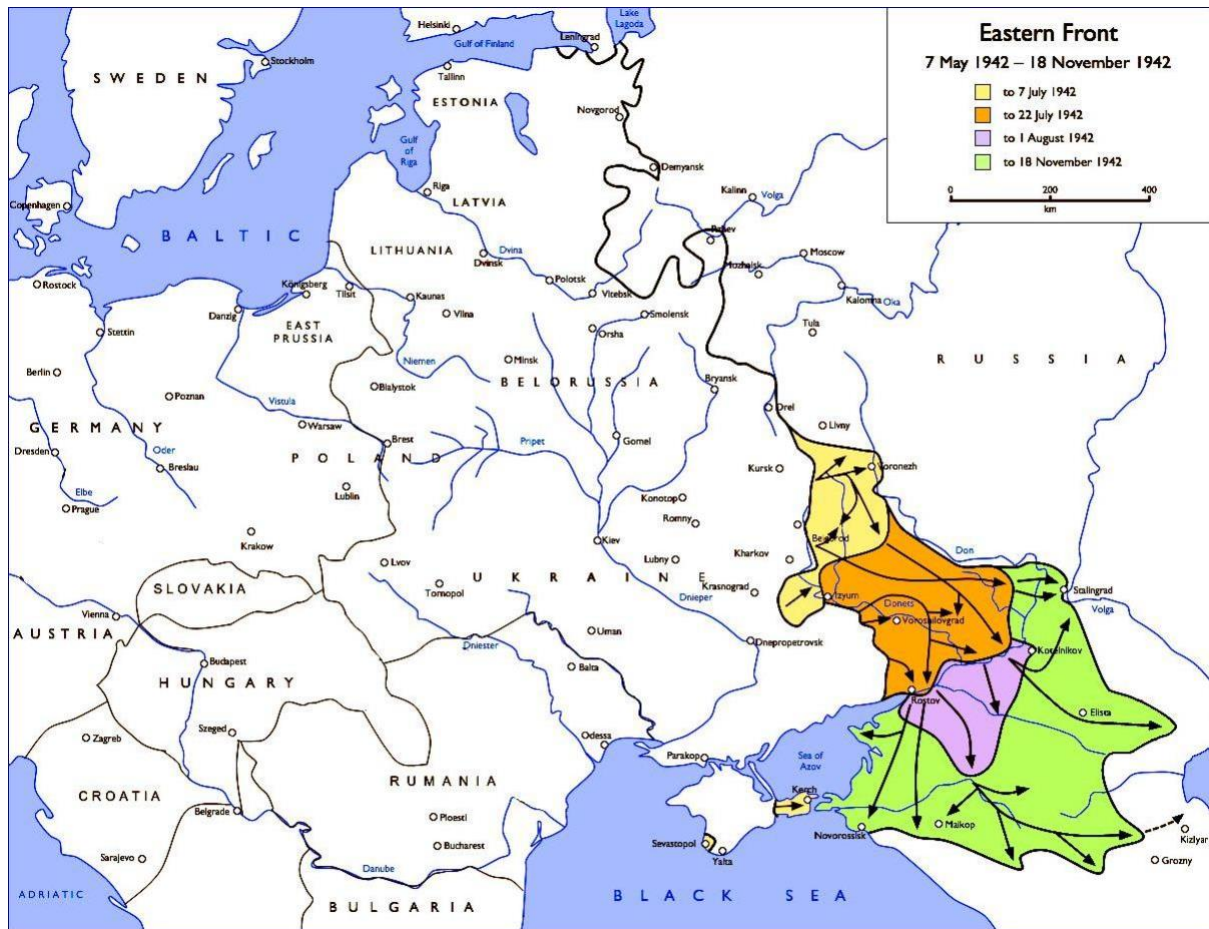 Eastern Front
7 May 1942 – 18 November 1942
to 7 July 1942
to 22 July 1942
to 1 August 1942
to 18 November 1942
0 200 400
km
Lake
Lagoda
Helsinki
Gulf of Finland
Leningrad
Stockholm
SWEDEN
Tallinn
ESTONIA
Novgorod
Gulf
of
Riga
Demyansk
Riga
Kalinn
Volga
Copenhagen
LATVIA
BALTIC
LITHUANIA
Dvina
Dvinsk
Moscow
Mozhaisk
Rostock
Königsberg
Tilsit
Kaunas
Polotsk
Vitebsk
Kalomna
Oka
Danzig
Vilna
Smolensk
Stettin
EAST
PRUSSIA
Orsha
Tula
Niemen
Minsk
RUSSIA
Berlin
Bialystok
BELORUSSIA
Bryansk
Poznan
Vistula
Orel
GERMANY
Warsaw
Livny
Brest
Pripet
Gomel
Dresden
Oder
Breslau
POLAND
Kursk
Voronezh
Elbe
Lublin
Konotop
Prague
Romny
Krakow
Kiev
Belgorod
Lvov
Lubny
Kharkov
Don
SLOVAKIA
Tornopol
UKRAINE
Krasnograd
Stalingrad
Dnieper
Izyum
Donets
Volga
Vienna
AUSTRIA
Uman
Vorosilovgrad
Dniester
Dnepropetrovsk
Budapest
Balta
Kotelnikov
HUNGARY
Rostov
Elista
Szeged
Zagreb
Odessa
Parakop
Sea of
Azov
RUMANIA
CROATIA
Kerch
Belgrade
Ploesti
Novorossisk
Maikop
Bucharest
Sevastopol
Yalta
Kizlyar
Sarajevo
Grozny
Danube
ADRIATIC
BLACK SEA
BULGARIA